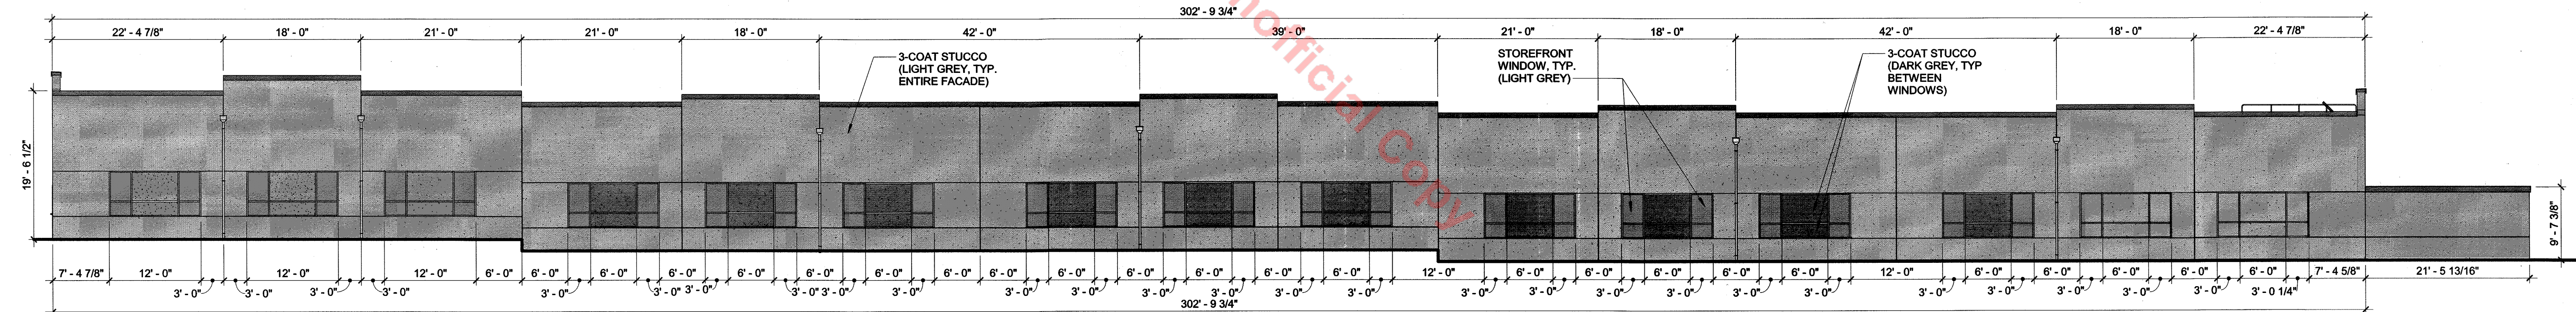 302' - 9 3/4"
22' - 4 7/8" 18' - 0" 21' - 0" 21' - 0" 18' - 0" 42' - 0" 39' - 0" 21' - 0" 18' - 0" 42' - 0" 18' - 0" 22' - 4 7/8"
3-COAT STUCCO
(LIGHT GREY, TYP.
ENTIRE FACADE)
STOREFRONT
WINDOW, TYP.
(LIGHT GREY)
3-COAT STUCCO
(DARK GREY, TYP
BETWEEN
WINDOWS)
Unofficial Copy
19' - 6 1/2"
9' - 7 3/8"
7' - 4 7/8" 12' - 0" 12' - 0" 12' - 0" 6' - 0" 6' - 0" 6' - 0" 6' - 0" 6' - 0" 6' - 0" 6' - 0" 6' - 0" 6' - 0" 6' - 0" 6' - 0" 6' - 0" 6' - 0" 6' - 0" 12' - 0" 6' - 0" 6' - 0" 6' - 0" 6' - 0" 6' - 0" 12' - 0" 6' - 0" 6' - 0" 6' - 0" 6' - 0" 6' - 0" 7' - 4 5/8" 21' - 5 13/16"
3' - 0" 3' - 0" 3' - 0" 3' - 0" 3' - 0" 3' - 0" 3' - 0" 3' - 0" 3' - 0" 3' - 0" 3' - 0" 3' - 0" 3' - 0" 3' - 0" 3' - 0" 3' - 0" 3' - 0" 3' - 0" 3' - 0" 3' - 0" 3' - 0" 3' - 0" 3' - 0" 3' - 0" 3' - 0" 3' - 0" 3' - 0" 3' - 0 1/4"
302' - 9 3/4"